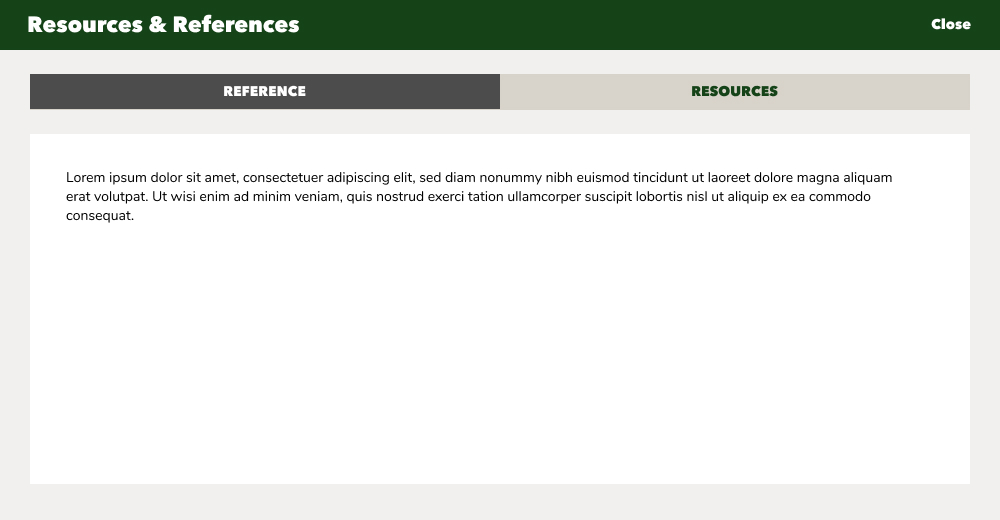 Resources & References
Close
REFERENCE
RESOURCES
Lorem ipsum dolor sit amet, consectetuer adipiscing elit, sed diam nonummy nibh euismod tincidunt ut laoreet dolore magna aliquam
erat volutpat. Ut wisi enim ad minim veniam, quis nostrud exerci tation ullamcorper suscipit lobortis nisl ut aliquip ex ea commodo
consequat.